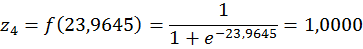 z₄ = f(23,9645) = 1 / (1 + e^(−23,9645)) = 1,0000